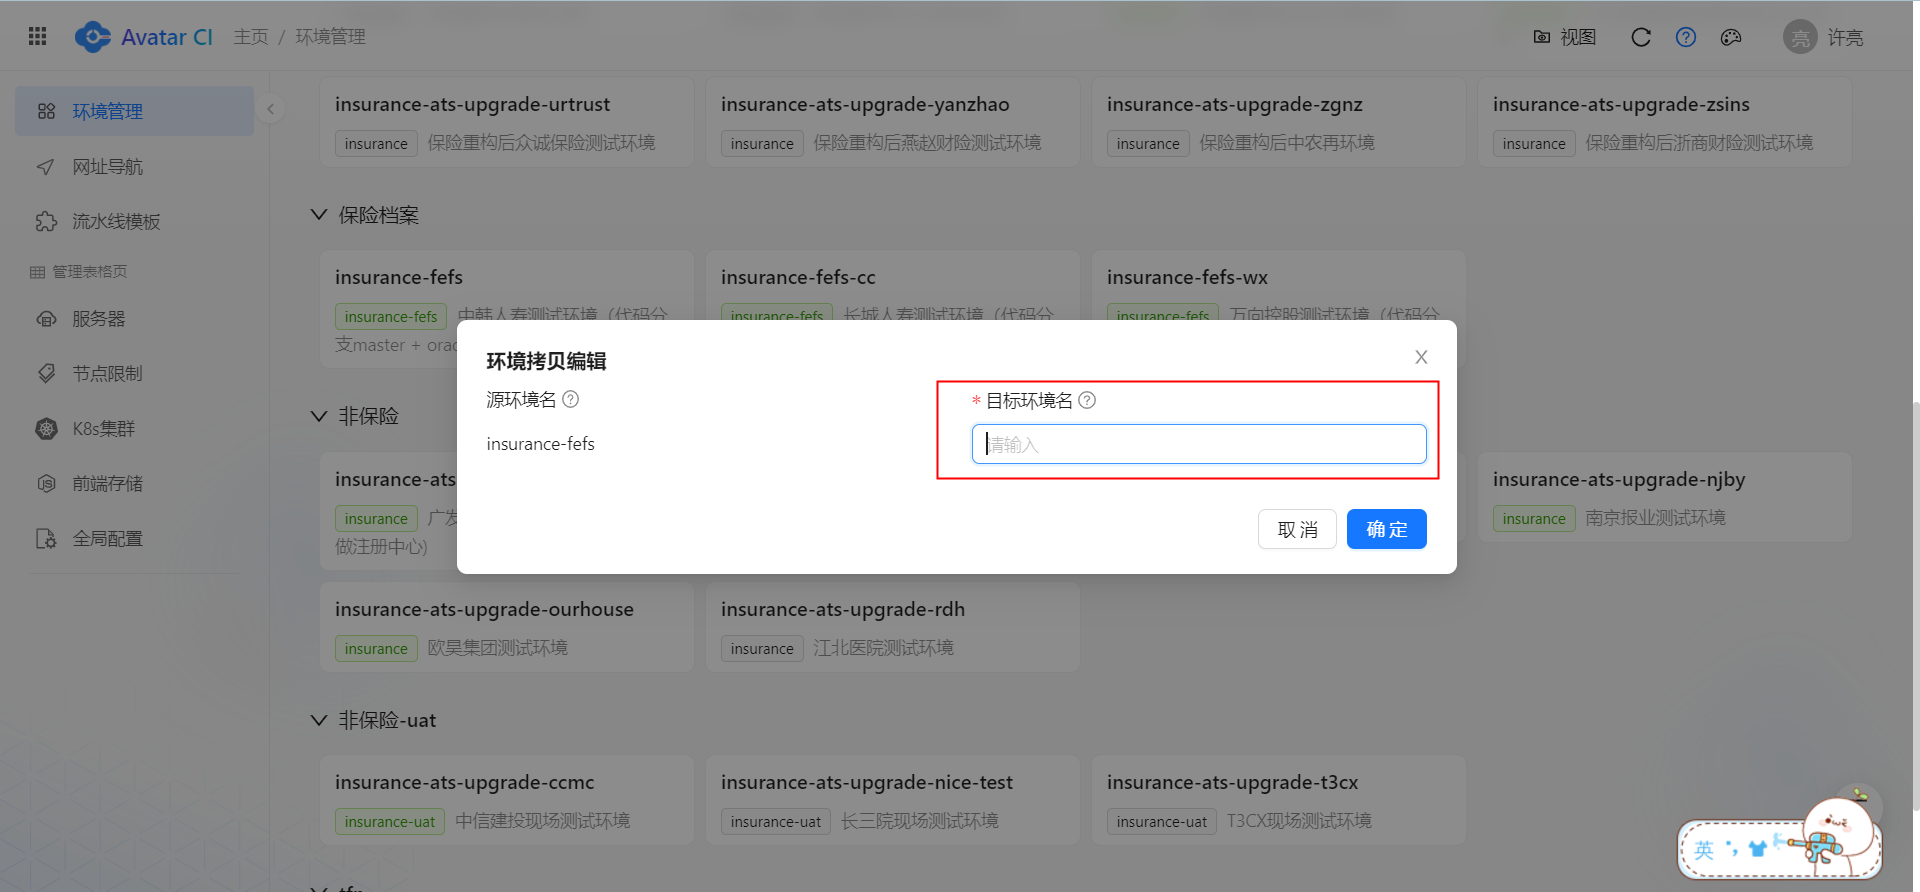 Avatar CI 主页 / 环境管理 视图 亮 许亮
环境管理
网址导航
流水线模板
管理表格页
服务器
节点限制
K8s集群
前端存储
全局配置
insurance-ats-upgrade-urtrust
insurance 保险重构后众诚保险测试环境
insurance-ats-upgrade-yanzhao
insurance 保险重构后燕赵财险测试环境
insurance-ats-upgrade-zgnz
insurance 保险重构后中农再环境
insurance-ats-upgrade-zsins
insurance 保险重构后浙商财险测试环境
保险档案
insurance-fefs
insurance-fefs 中韩人寿测试环境（代码分
支master + orac
insurance-fefs-cc
insurance-fefs 长城人寿测试环境（代码分
insurance-fefs-wx
insurance-fefs 万向控股测试环境（代码分
环境拷贝编辑
源环境名
insurance-fefs
* 目标环境名
请输入
取 消
确 定
非保险
insurance-ats
insurance 广发
做注册中心)
insurance-ats-upgrade-njby
insurance 南京报业测试环境
insurance-ats-upgrade-ourhouse
insurance 欧昊集团测试环境
insurance-ats-upgrade-rdh
insurance 江北医院测试环境
非保险-uat
insurance-ats-upgrade-ccmc
insurance-uat 中信建投现场测试环境
insurance-ats-upgrade-nice-test
insurance-uat 长三院现场测试环境
insurance-ats-upgrade-t3cx
insurance-uat T3CX现场测试环境
英